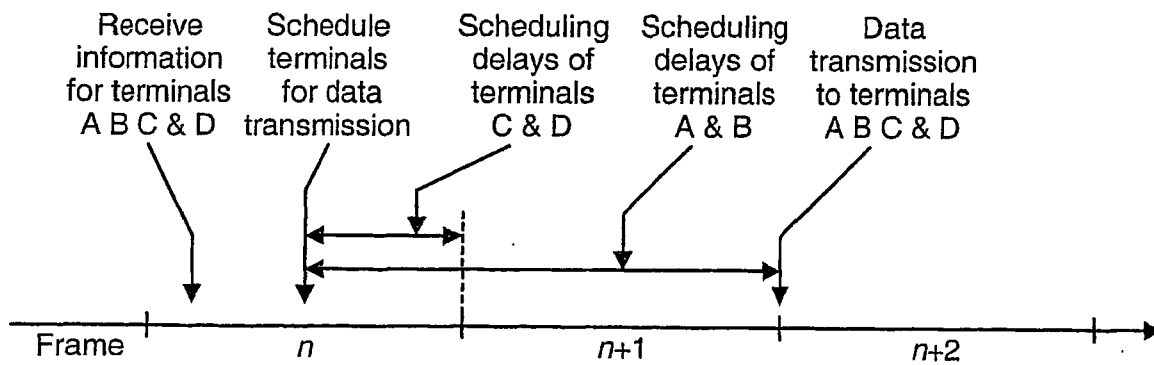 Receive
information
for terminals
A B C & D
Schedule
terminals
for data
transmission
Scheduling
delays of
terminals
C & D
Scheduling
delays of
terminals
A & B
Data
transmission
to terminals
A B C & D
Frame
n
n+1
n+2